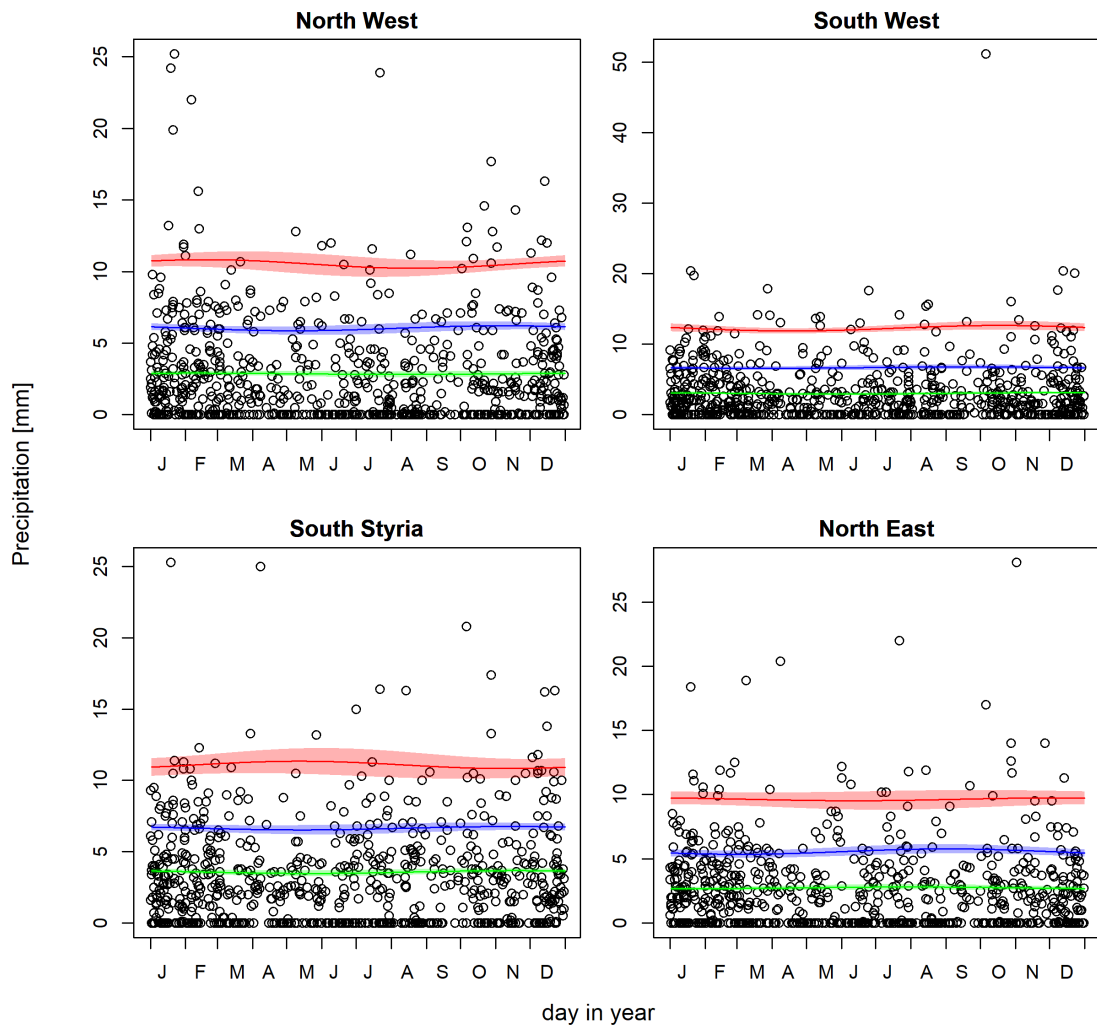 North West
South West
25
20
15
10
5
0
50
40
30
20
10
0
J F M A M J J A S O N D
J F M A M J J A S O N D
Precipitation [mm]
South Styria
North East
25
20
15
10
5
0
25
20
15
10
5
0
J F M A M J J A S O N D
J F M A M J J A S O N D
day in year